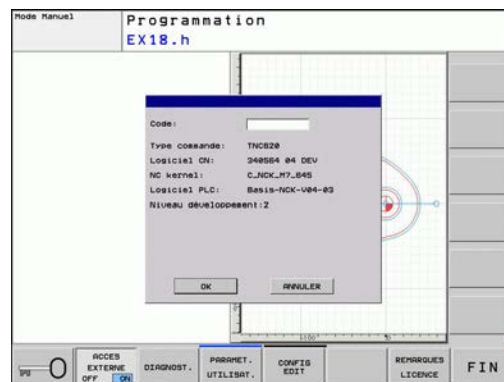 Mode Manuel
Programmation
EX18.h
Code:
Type commande: TNC620
Logiciel CN: 340564 04 DEV
NC kernel: C_NCK_M7_645
Logiciel PLC: Basis-NCK-V04-03
Niveau développement:2
OK ANNULER
ACCES EXTERNE OFF ON
DIAGNOST.
PARAMET. UTILISAT.
CONFIG EDIT
REMARQUES LICENCE
FIN